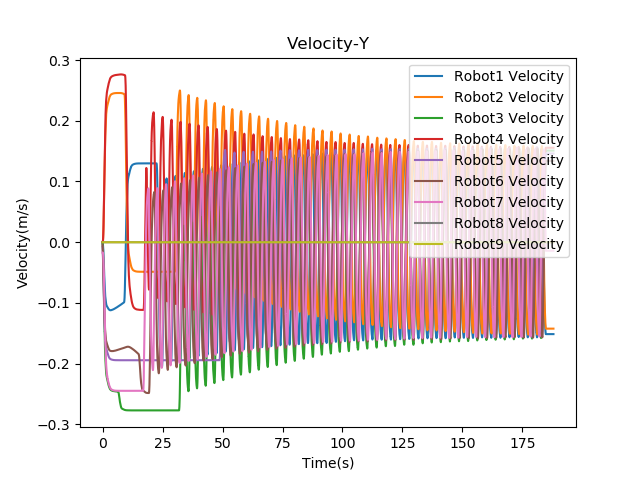 Velocity-Y
Velocity(m/s)
0.3
0.2
0.1
0.0
−0.1
−0.2
−0.3
Robot1 Velocity
Robot2 Velocity
Robot3 Velocity
Robot4 Velocity
Robot5 Velocity
Robot6 Velocity
Robot7 Velocity
Robot8 Velocity
Robot9 Velocity
0 25 50 75 100 125 150 175
Time(s)